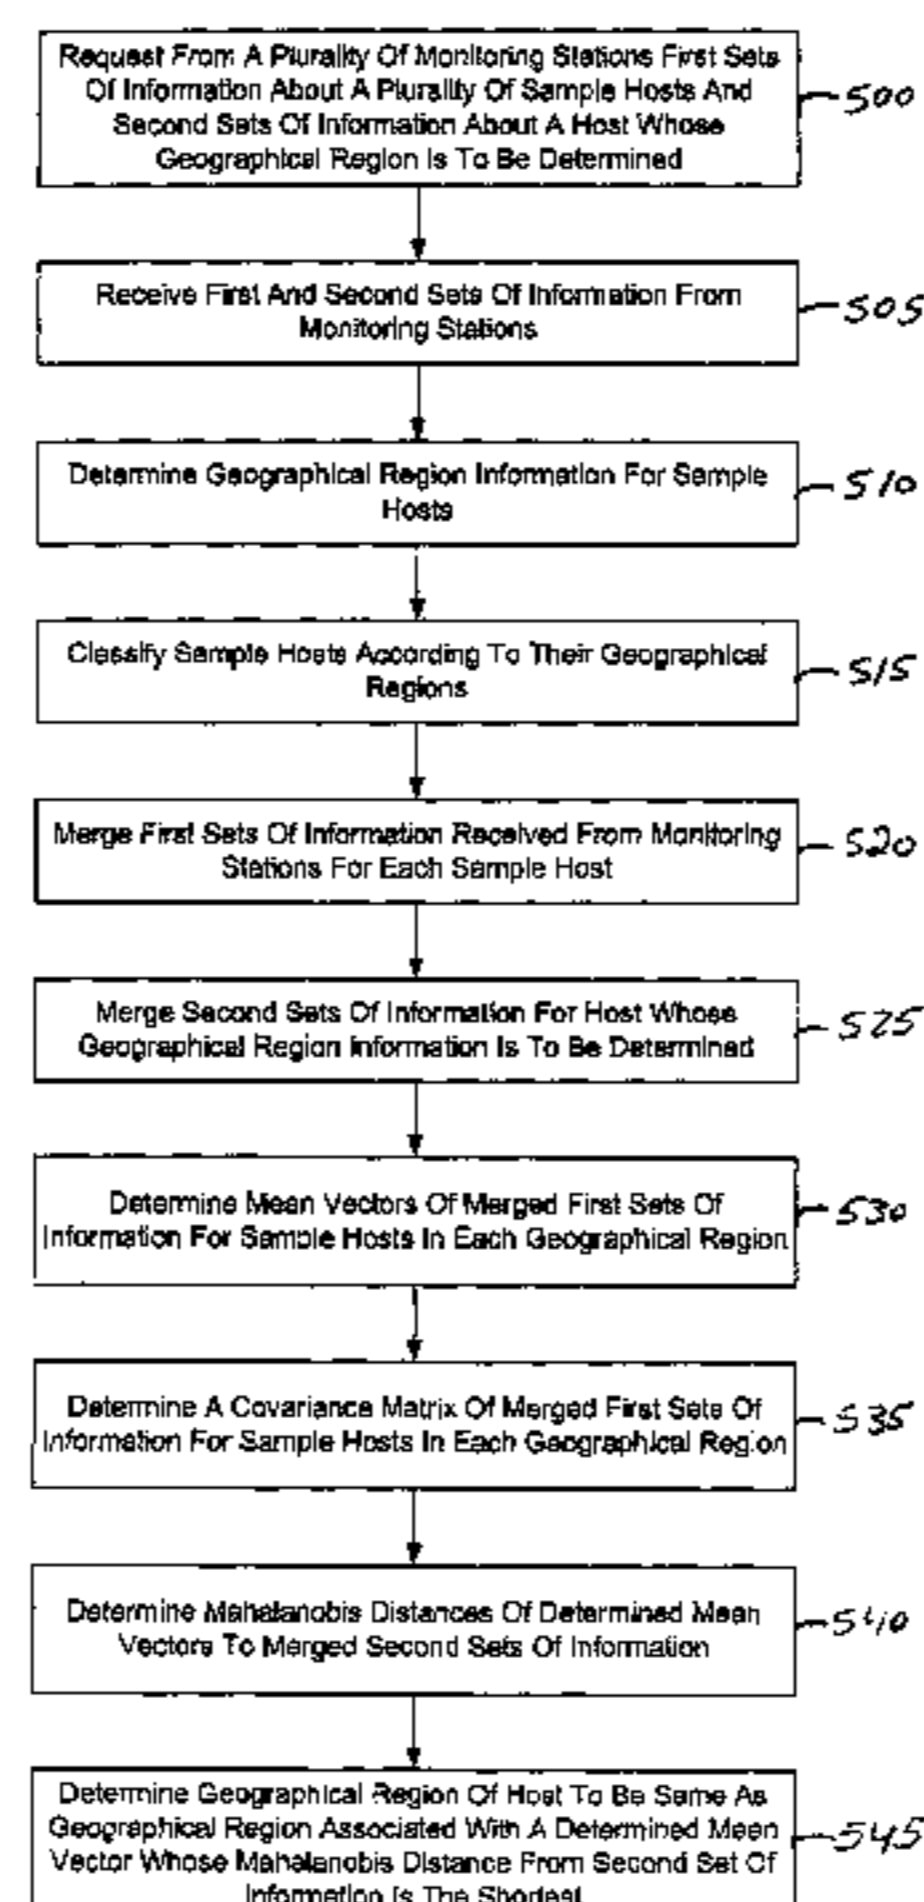 Request From A Plurality Of Monitoring Stations First Sets
Of Information About A Plurality Of Sample Hosts And
Second Sets Of Information About A Host Whose
Geographical Region Is To Be Determined
500
Receive First And Second Sets Of Information From
Monitoring Stations
505
Determine Geographical Region Information For Sample
Hosts
510
Classify Sample Hosts According To Their Geographical
Regions
515
Merge First Sets Of Information Received From Monitoring
Stations For Each Sample Host
520
Merge Second Sets Of Information For Host Whose
Geographical Region Information Is To Be Determined
525
Determine Mean Vectors Of Merged First Sets Of
Information For Sample Hosts In Each Geographical Region
530
Determine A Covariance Matrix Of Merged First Sets Of
Information For Sample Hosts In Each Geographical Region
535
Determine Mahalanobis Distances Of Determined Mean
Vectors To Merged Second Sets Of Information
540
Determine Geographical Region Of Host To Be Same As
Geographical Region Associated With A Determined Mean
Vector Whose Mahalanobis Distance From Second Set Of
Information Is The Shortest
545